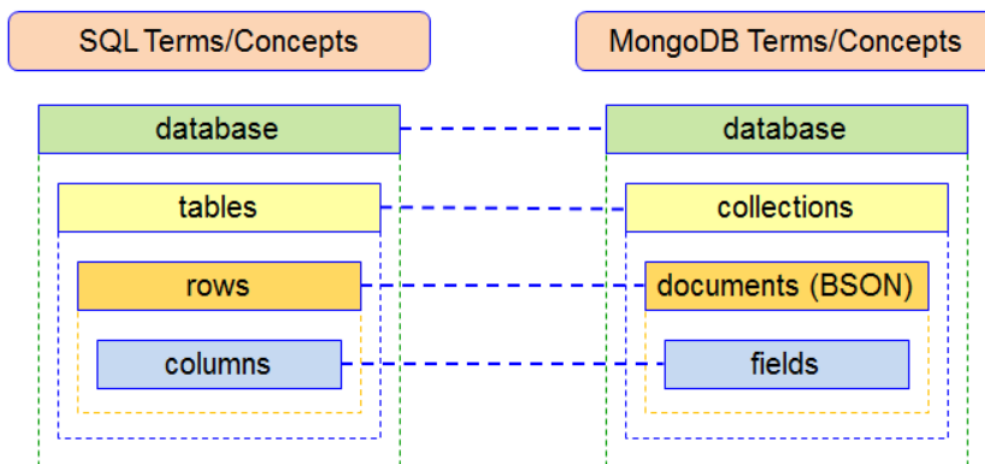 SQL Terms/Concepts
MongoDB Terms/Concepts
database
database
tables
collections
rows
documents (BSON)
columns
fields